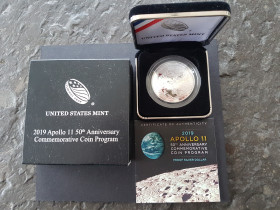 UNITED STATES MINT
2019 Apollo 11 50th Anniversary
Commemorative Coin Program
CERTIFICATE OF AUTHENTICITY
2019
APOLLO 11
50TH ANNIVERSARY
COMMEMORATIVE
COIN PROGRAM
PROOF SILVER DOLLAR